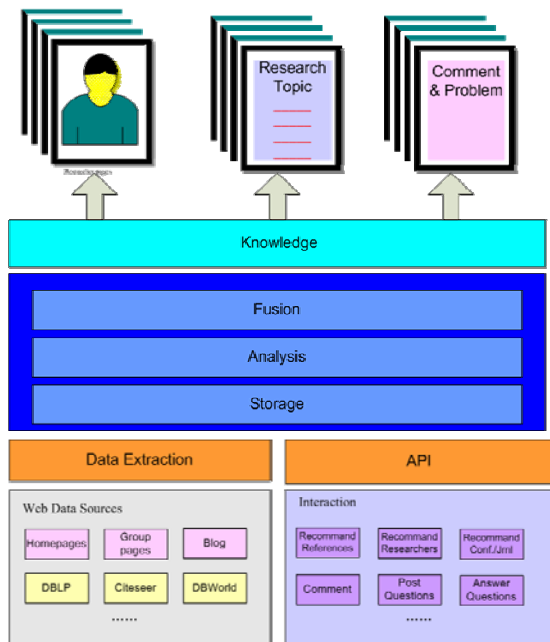 Research
Topic
Comment
& Problem
Knowledge
Fusion
Analysis
Storage
Data Extraction
API
Web Data Sources
Homepages
Group
pages
Blog
DBLP
Citeseer
DBWorld
......
Interaction
Recommand
References
Recommand
Researchers
Recommand
Conf./Jrnl
Comment
Post
Questions
Answer
Questions
......